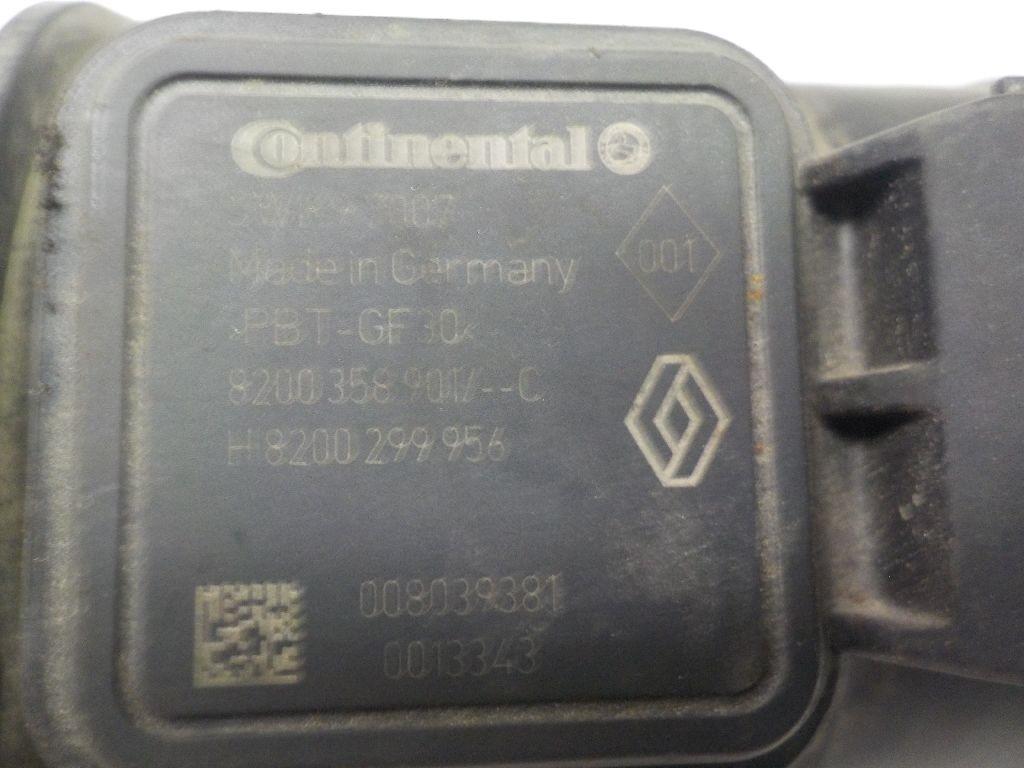 Continental
Made in Germany
001
>PBT-GF30<
8200 358 901/--C
H 8200 299 956
008039381
0013343